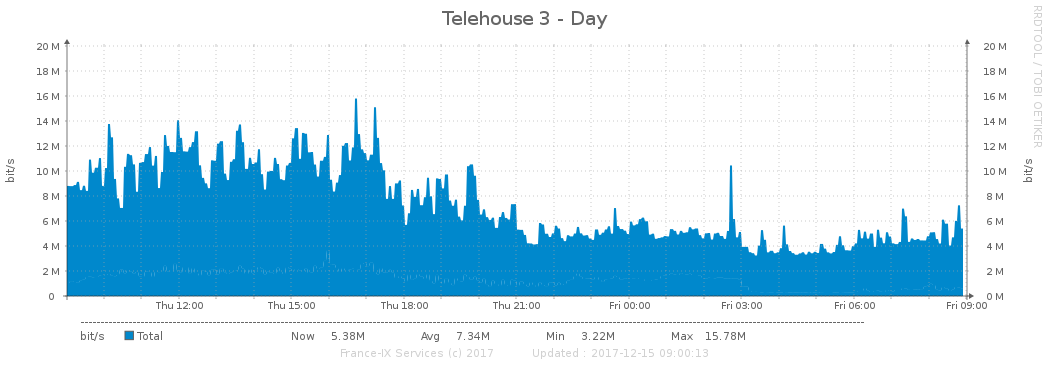 Telehouse 3 - Day
RRDTOOL / TOBI OETIKER
bit/s
20 M 20 M
18 M 18 M
16 M 16 M
14 M 14 M
12 M 12 M
10 M 10 M
8 M 8 M
6 M 6 M
4 M 4 M
2 M 2 M
0 0 M
bit/s
Thu 12:00 Thu 15:00 Thu 18:00 Thu 21:00 Fri 00:00 Fri 03:00 Fri 06:00 Fri 09:00
bit/s Total Now 5.38M Avg 7.34M Min 3.22M Max 15.78M
France-IX Services (c) 2017 Updated : 2017-12-15 09:00:13